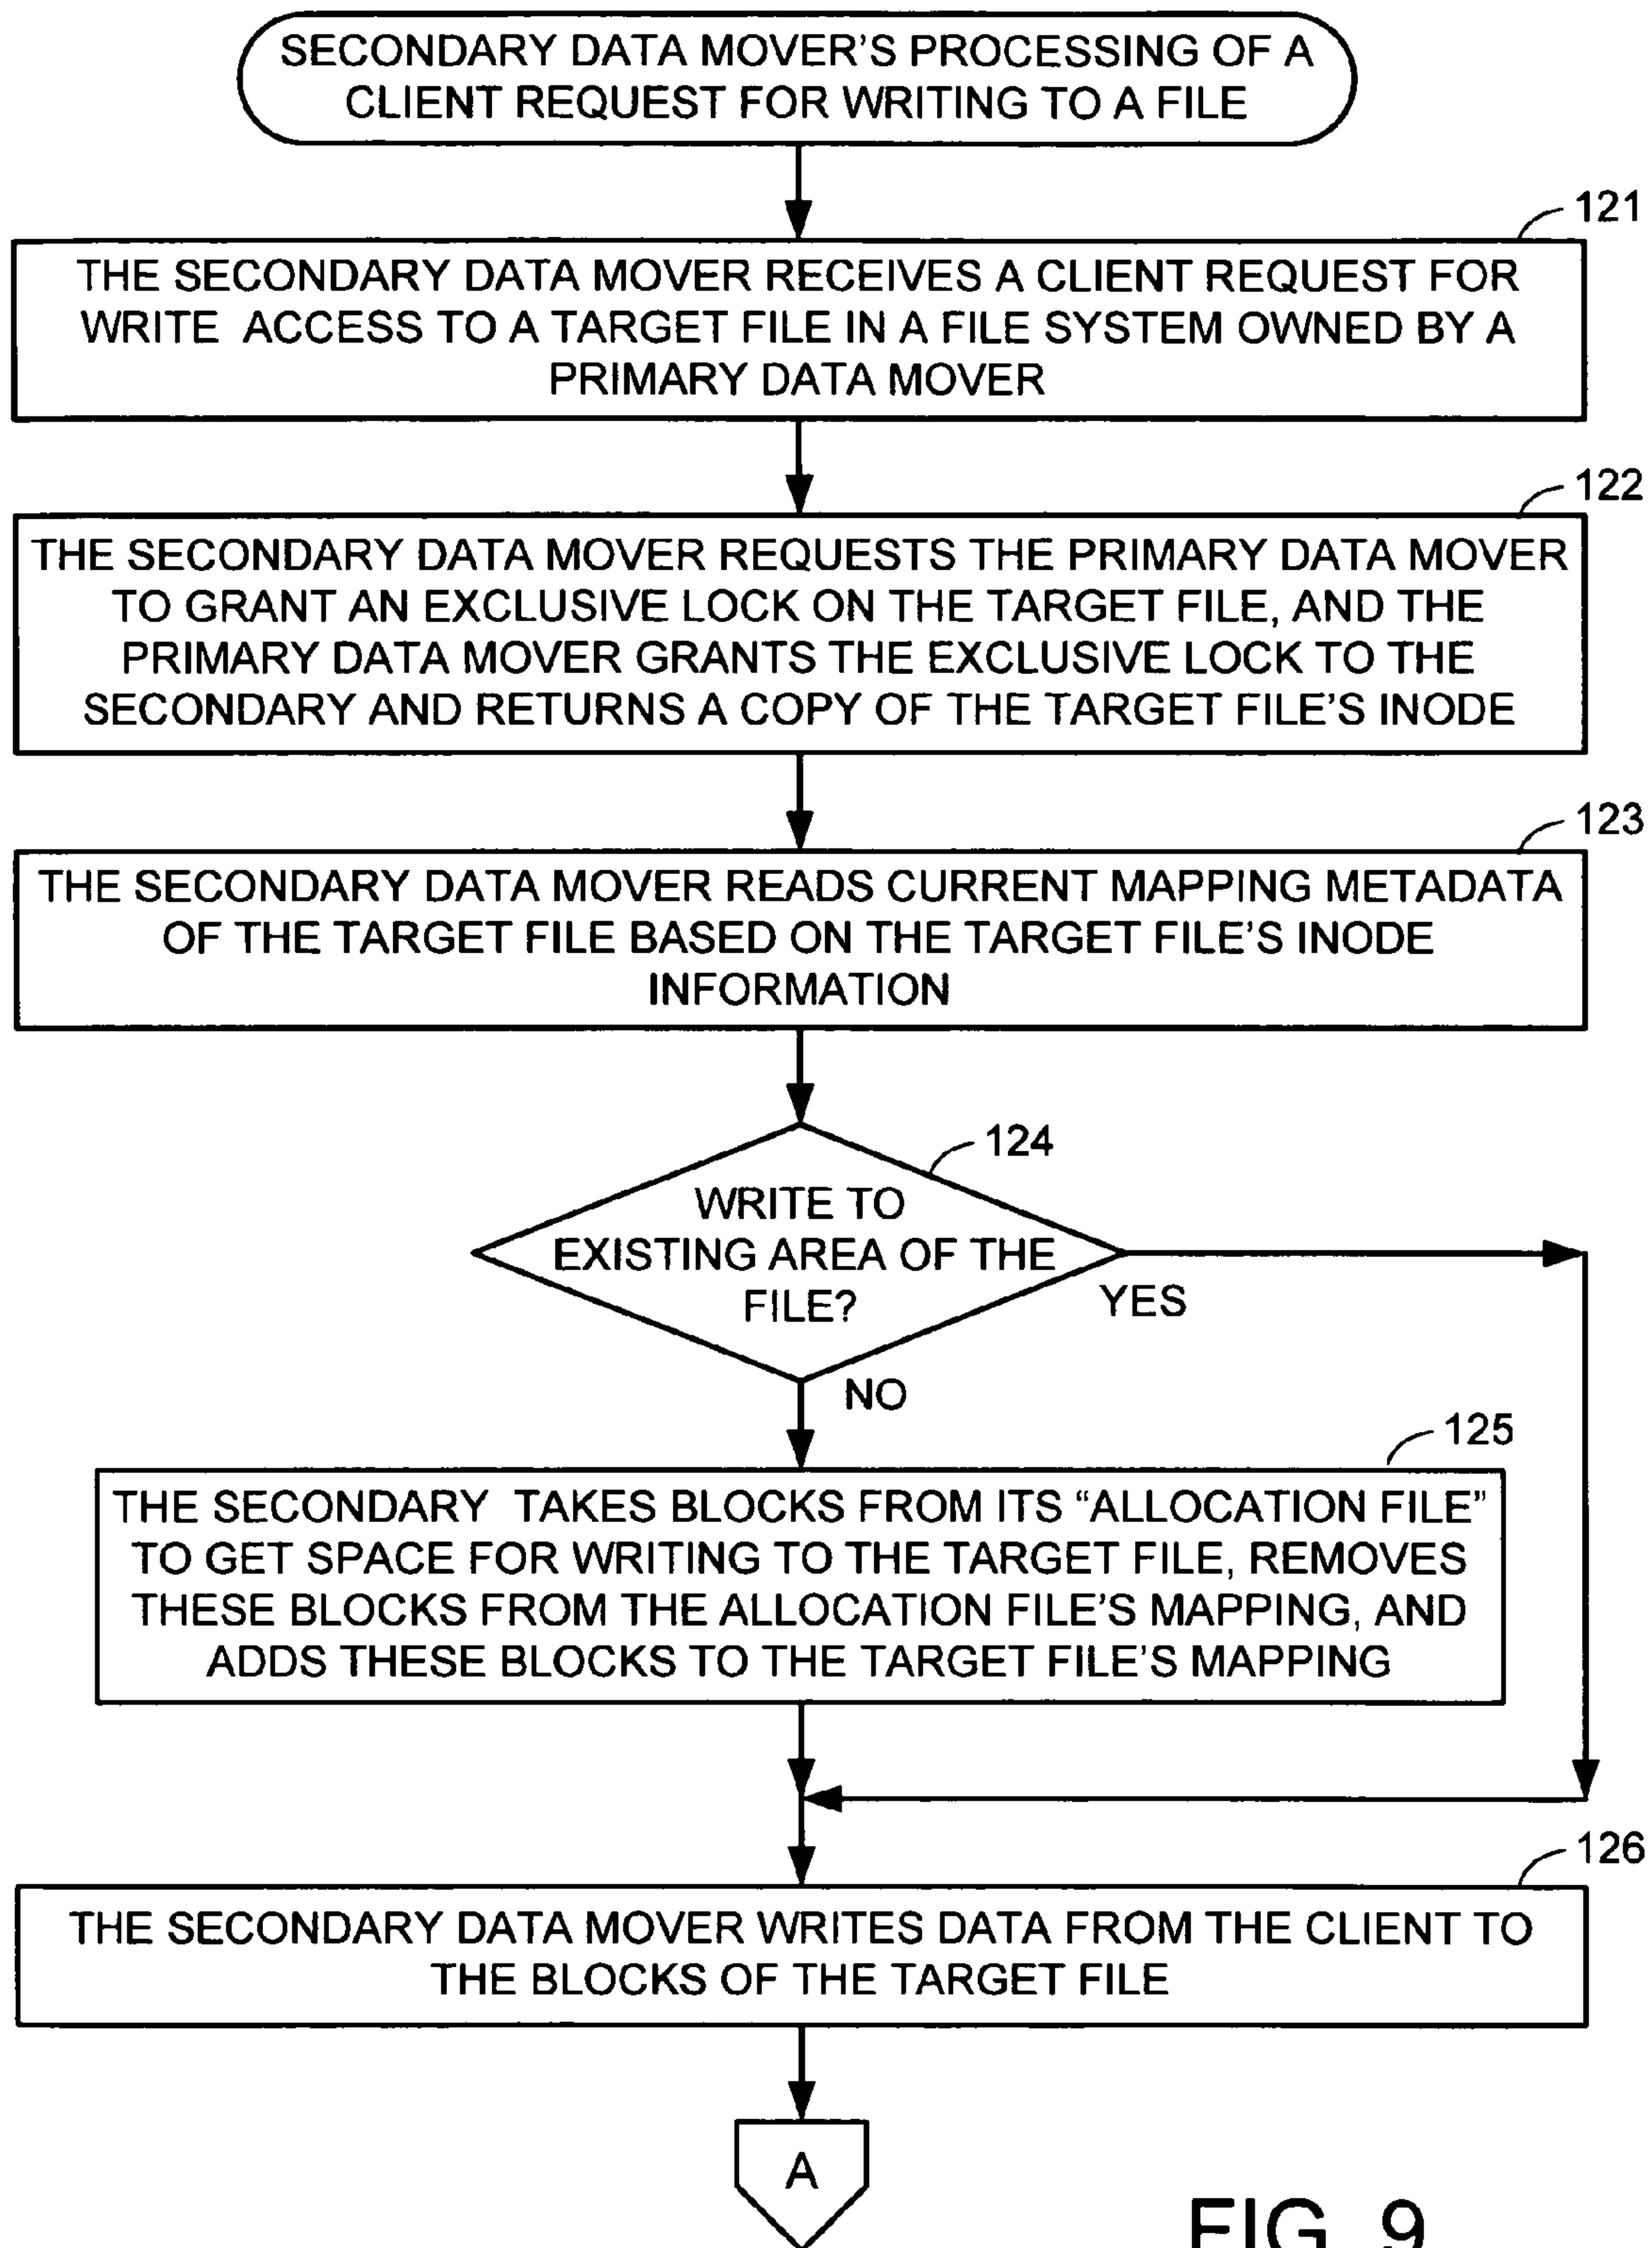 SECONDARY DATA MOVER'S PROCESSING OF A
CLIENT REQUEST FOR WRITING TO A FILE
121
THE SECONDARY DATA MOVER RECEIVES A CLIENT REQUEST FOR
WRITE ACCESS TO A TARGET FILE IN A FILE SYSTEM OWNED BY A
PRIMARY DATA MOVER
122
THE SECONDARY DATA MOVER REQUESTS THE PRIMARY DATA MOVER
TO GRANT AN EXCLUSIVE LOCK ON THE TARGET FILE, AND THE
PRIMARY DATA MOVER GRANTS THE EXCLUSIVE LOCK TO THE
SECONDARY AND RETURNS A COPY OF THE TARGET FILE'S INODE
123
THE SECONDARY DATA MOVER READS CURRENT MAPPING METADATA
OF THE TARGET FILE BASED ON THE TARGET FILE'S INODE
INFORMATION
124
WRITE TO
EXISTING AREA OF THE
FILE?
YES
NO
125
THE SECONDARY TAKES BLOCKS FROM ITS “ALLOCATION FILE”
TO GET SPACE FOR WRITING TO THE TARGET FILE, REMOVES
THESE BLOCKS FROM THE ALLOCATION FILE'S MAPPING, AND
ADDS THESE BLOCKS TO THE TARGET FILE'S MAPPING
126
THE SECONDARY DATA MOVER WRITES DATA FROM THE CLIENT TO
THE BLOCKS OF THE TARGET FILE
A
FIG. 9